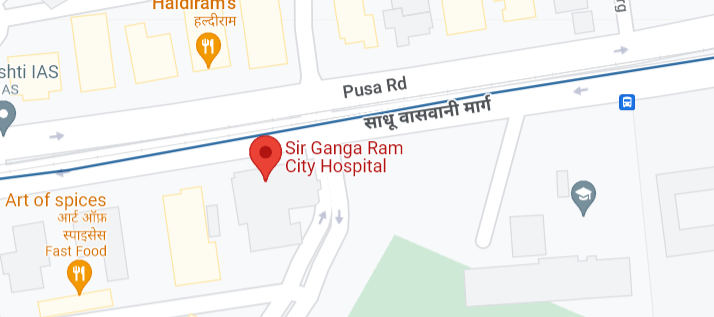 Haldiram's
हल्दीराम
shti IAS
AS
Pusa Rd
साधू वासवानी मार्ग
Sir Ganga Ram
City Hospital
Art of spices
आर्ट ऑफ़
स्पाइसेस
Fast Food